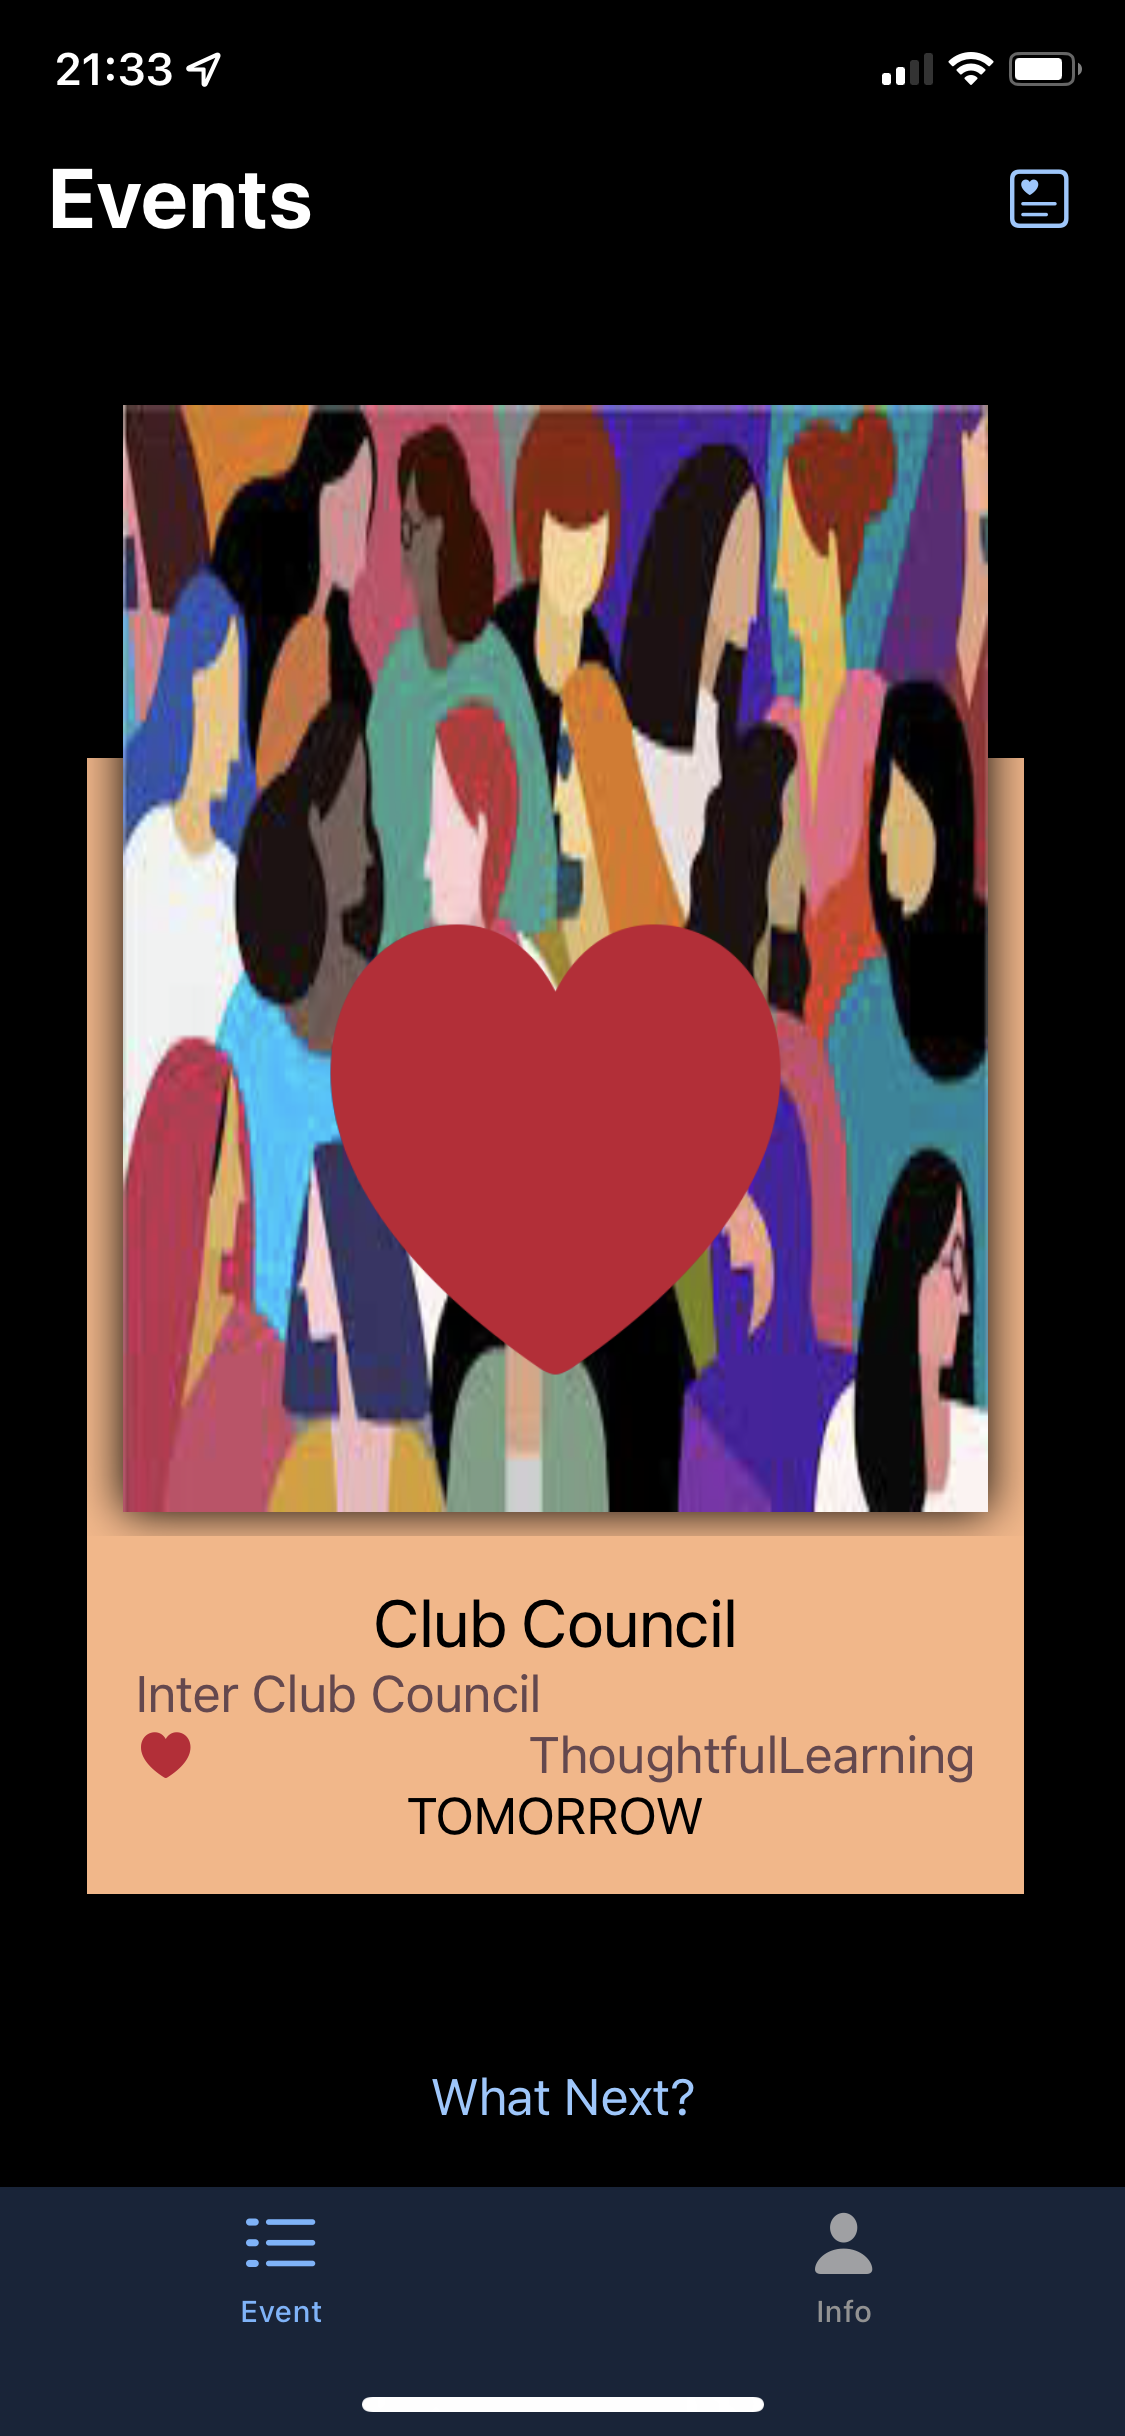 21:33
Events
Club Council
Inter Club Council
ThoughtfulLearning
TOMORROW
What Next?
Event
Info